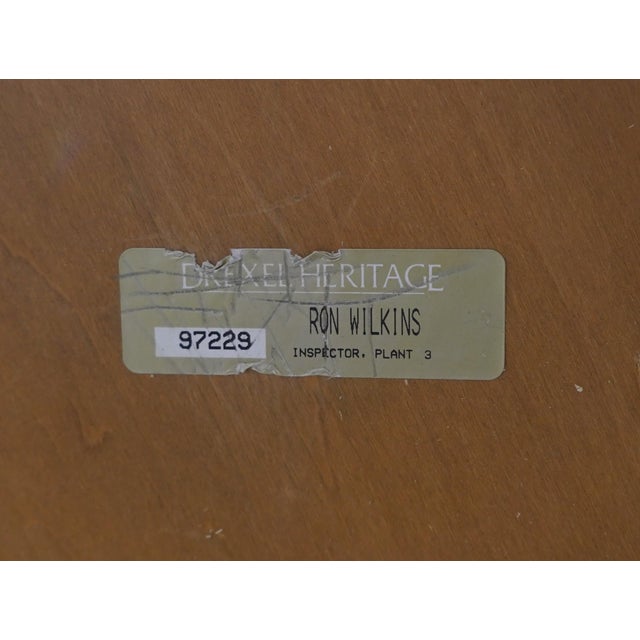 DREXEL HERITAGE
RON WILKINS
97229
INSPECTOR, PLANT 3